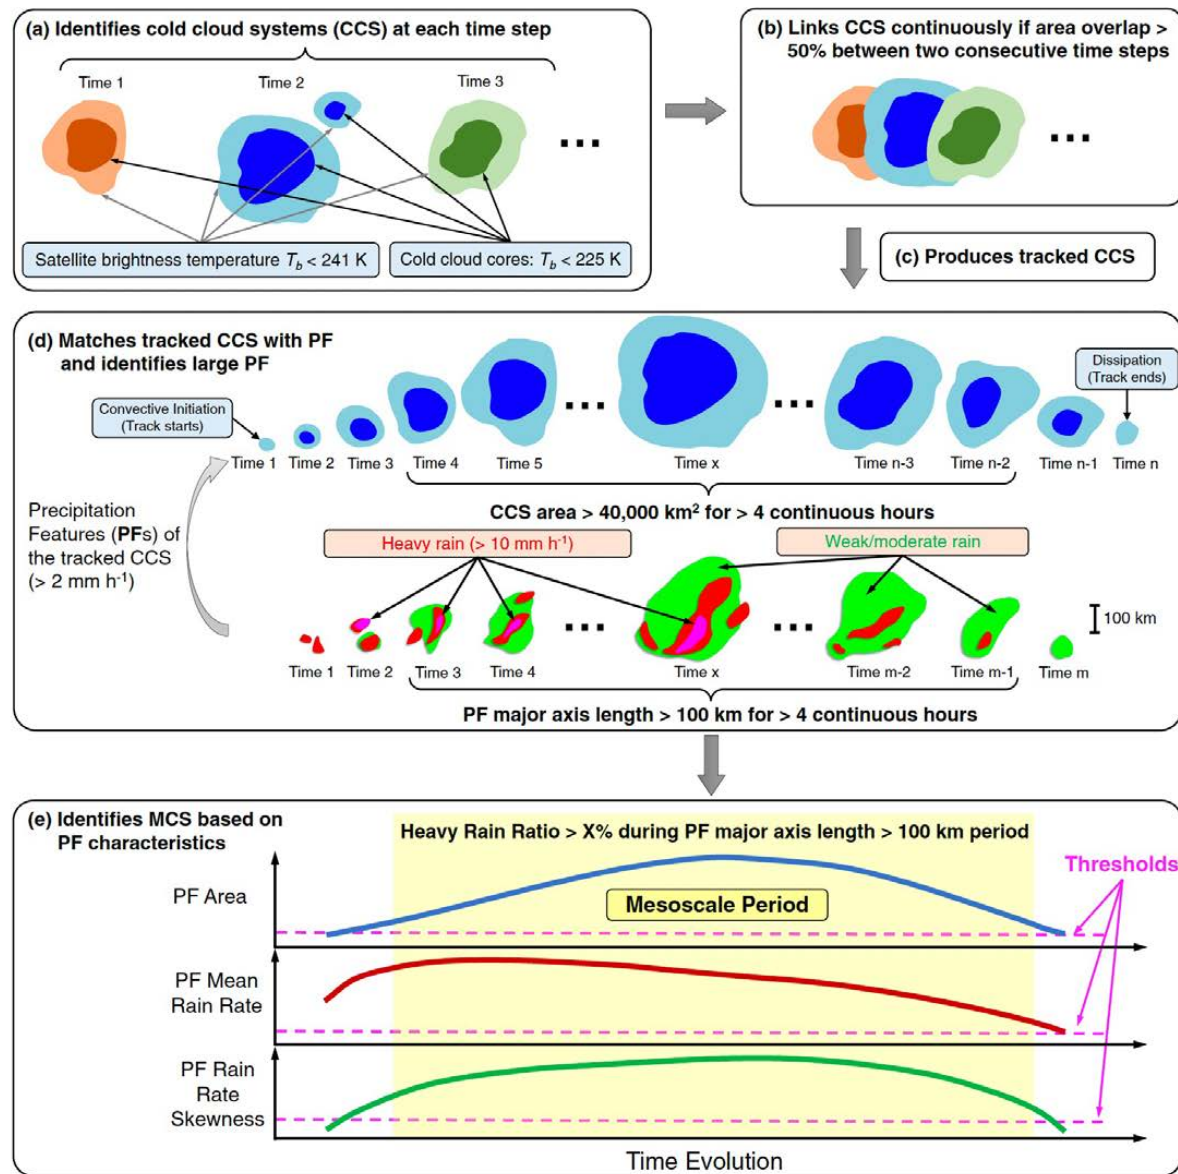 (a) Identifies cold cloud systems (CCS) at each time step
Time 1
Time 2
Time 3
...
Satellite brightness temperature T_b < 241 K
Cold cloud cores: T_b < 225 K
(b) Links CCS continuously if area overlap >
50% between two consecutive time steps
...
(c) Produces tracked CCS
(d) Matches tracked CCS with PF
and identifies large PF
Convective Initiation
(Track starts)
Dissipation
(Track ends)
...
...
Time 1
Time 2
Time 3
Time 4
Time 5
Time x
Time n-3
Time n-2
Time n-1
Time n
CCS area > 40,000 km² for > 4 continuous hours
Precipitation
Features (PFs) of
the tracked CCS
(> 2 mm h⁻¹)
Heavy rain (> 10 mm h⁻¹)
Weak/moderate rain
...
...
100 km
Time 1
Time 2
Time 3
Time 4
Time x
Time m-2
Time m-1
Time m
PF major axis length > 100 km for > 4 continuous hours
(e) Identifies MCS based on
PF characteristics
Heavy Rain Ratio > X% during PF major axis length > 100 km period
Thresholds
PF Area
Mesoscale Period
PF Mean
Rain Rate
PF Rain
Rate
Skewness
Time Evolution